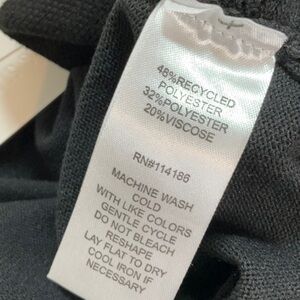 48%RECYCLED
POLYESTER
32%POLYESTER
20%VISCOSE
RN#114186
MACHINE WASH
COLD
WITH LIKE COLORS
GENTLE CYCLE
DO NOT BLEACH
RESHAPE
LAY FLAT TO DRY
COOL IRON IF
NECESSARY